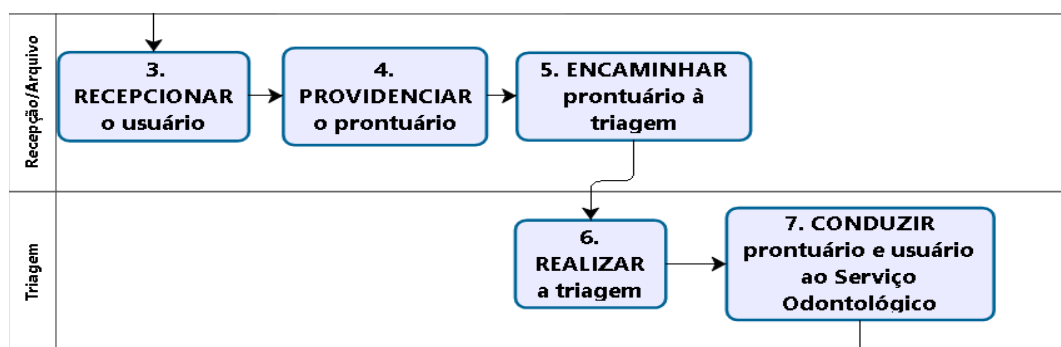 Recepção/Arquivo
3.
RECEPCIONAR
o usuário
4.
PROVIDENCIAR
o prontuário
5. ENCAMINHAR
prontuário à
triagem
Triagem
6.
REALIZAR
a triagem
7. CONDUZIR
prontuário e usuário
ao Serviço
Odontológico